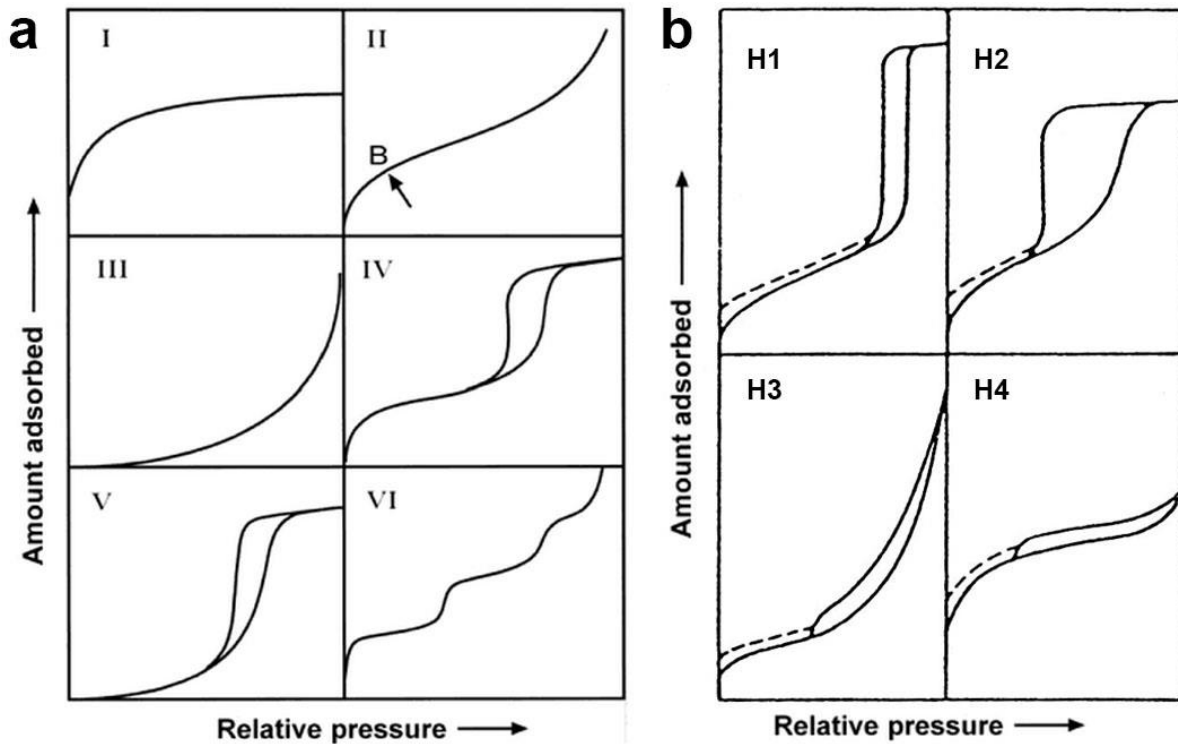 a
I
II
B
III
IV
V
VI
Amount adsorbed
Relative pressure
b
H1
H2
H3
H4
Amount adsorbed
Relative pressure